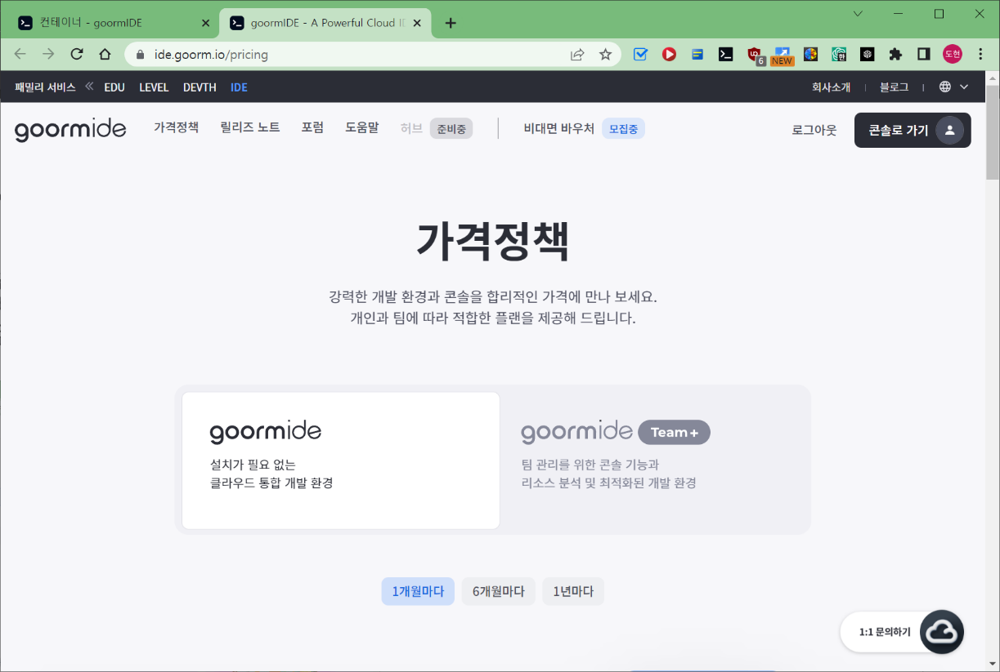 컨테이너 - goormIDE
goormIDE - A Powerful Cloud I
ide.goorm.io/pricing
6
NEW
한
도현
패밀리 서비스 EDU LEVEL DEVTH IDE 회사소개 | 블로그 |
goormide 가격정책 릴리즈 노트 포럼 도움말 허브 준비중 비대면 바우처 모집중 로그아웃 콘솔로 가기
가격정책
강력한 개발 환경과 콘솔을 합리적인 가격에 만나 보세요.
개인과 팀에 따라 적합한 플랜을 제공해 드립니다.
goormide
설치가 필요 없는
클라우드 통합 개발 환경
goormide Team+
팀 관리를 위한 콘솔 기능과
리소스 분석 및 최적화된 개발 환경
1개월마다 6개월마다 1년마다
1:1 문의하기